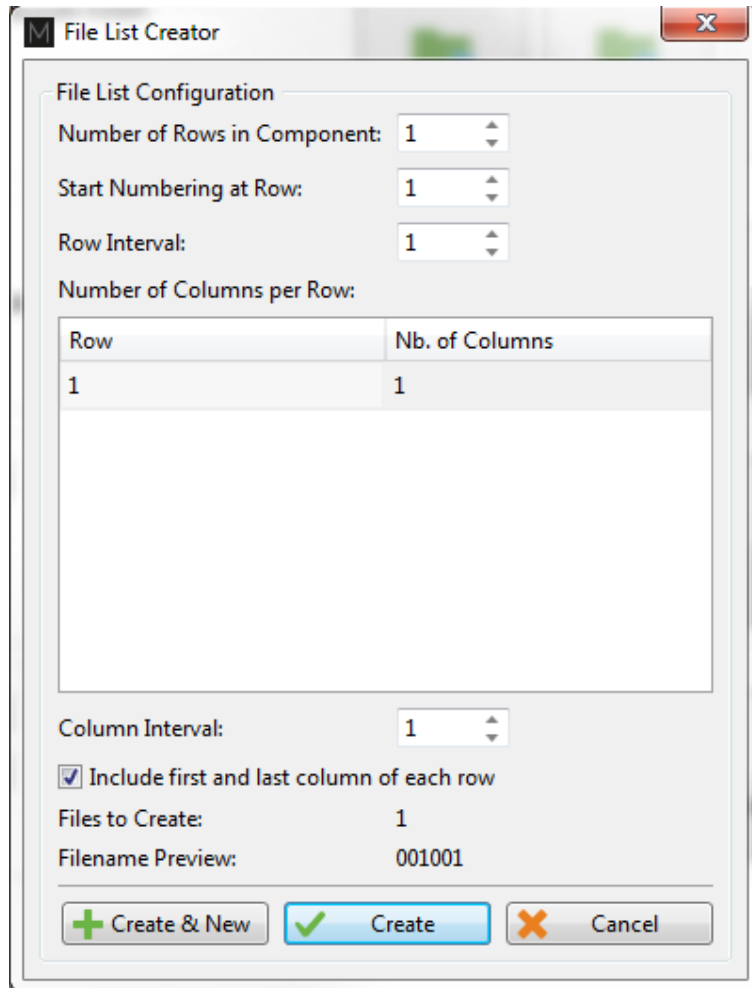 M File List Creator
File List Configuration
Number of Rows in Component: 1
Start Numbering at Row: 1
Row Interval: 1
Number of Columns per Row:
Row Nb. of Columns
1 1
Column Interval: 1
Include first and last column of each row
Files to Create: 1
Filename Preview: 001001
Create & New Create Cancel